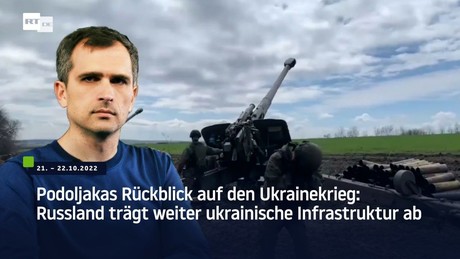 RT
DE
21. – 22.10.2022
Podoljakas Rückblick auf den Ukrainekrieg:
Russland trägt weiter ukrainische Infrastruktur ab